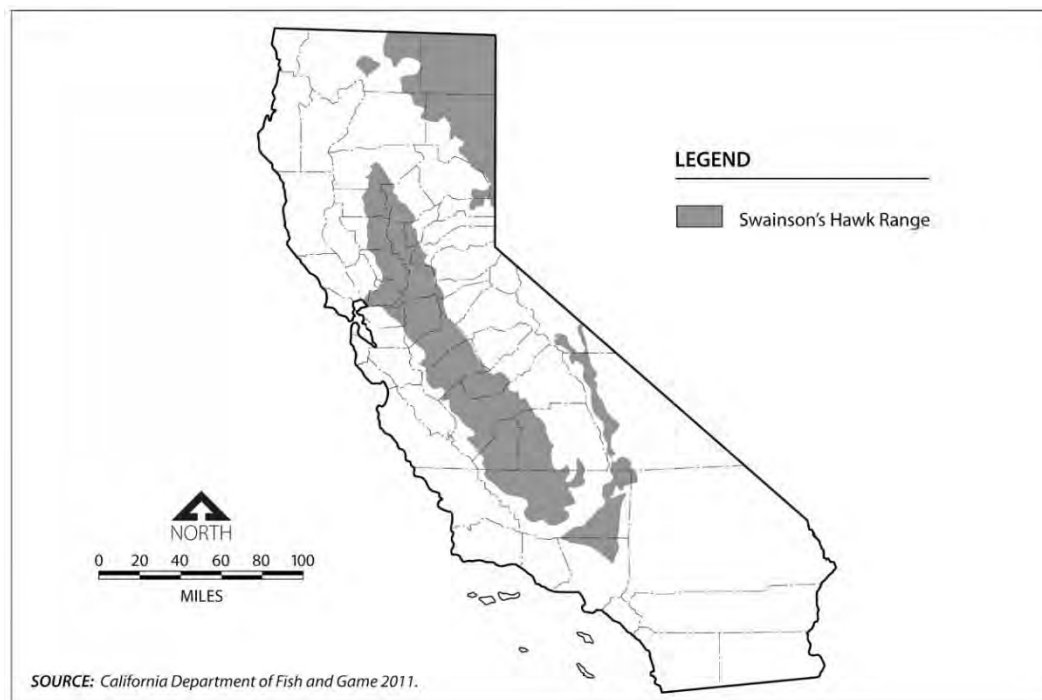 LEGEND
Swainson's Hawk Range
NORTH
0 20 40 60 80 100
MILES
SOURCE: California Department of Fish and Game 2011.